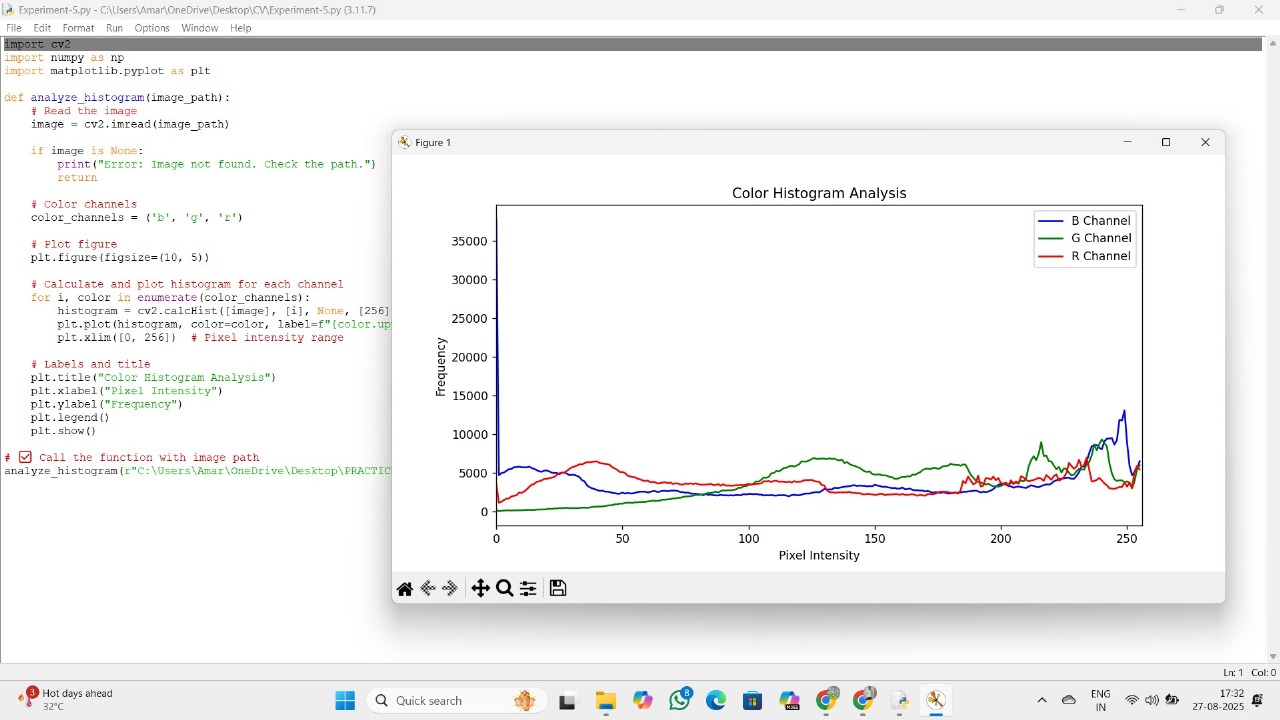 Experiment-5.py - C:\Users\Amar\OneDrive\Desktop\CV\Experiment-5.py (3.11.7)
File Edit Format Run Options Window Help
import cv2
import numpy as np
import matplotlib.pyplot as plt
def analyze_histogram(image_path):
# Read the image
image = cv2.imread(image_path)
if image is None:
print("Error: Image not found. Check the path.")
return
# Color channels
color_channels = ('b', 'g', 'r')
# Plot figure
plt.figure(figsize=(10, 5))
# Calculate and plot histogram for each channel
for i, color in enumerate(color_channels):
histogram = cv2.calcHist([image], [i], None, [256]
plt.plot(histogram, color=color, label=f"{color.up
plt.xlim([0, 256])  # Pixel intensity range
# Labels and title
plt.title("Color Histogram Analysis")
plt.xlabel("Pixel Intensity")
plt.ylabel("Frequency")
plt.legend()
plt.show()
# ☑ Call the function with image path
analyze_histogram(r"C:\Users\Amar\OneDrive\Desktop\PRACTIC
Figure 1
Color Histogram Analysis
B Channel
G Channel
R Channel
Frequency
35000
30000
25000
20000
15000
10000
5000
0
0 50 100 150 200 250
Pixel Intensity
Ln: 1 Col: 0
3
Hot days ahead
32°C
Quick search
8
M365
ENG
IN
17:32
27-08-2025